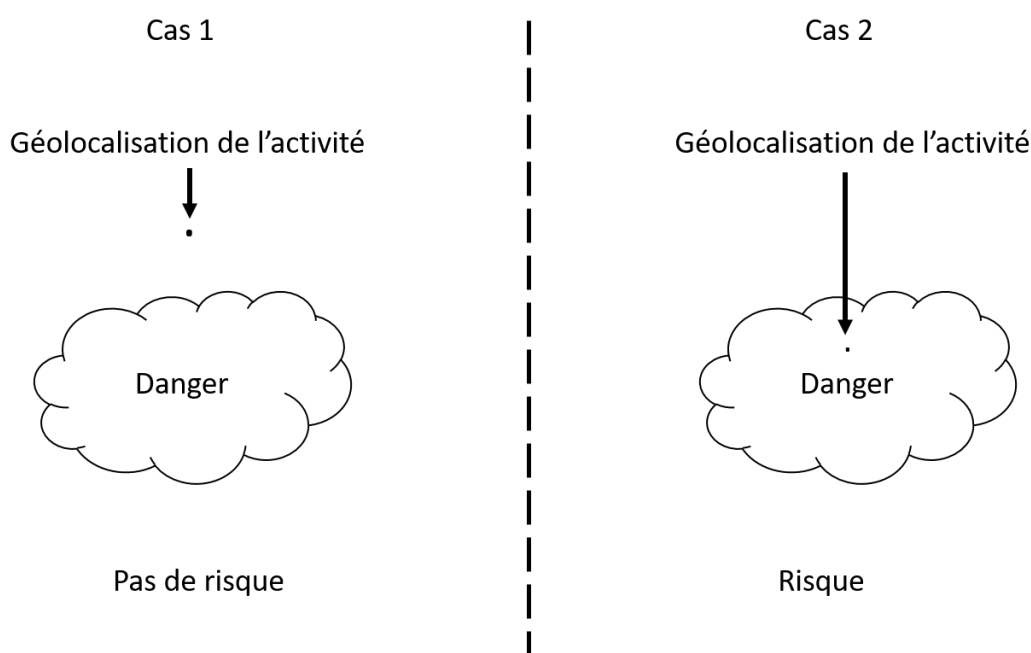 Cas 1
Géolocalisation de l’activité
Danger
Pas de risque
Cas 2
Géolocalisation de l’activité
Danger
Risque